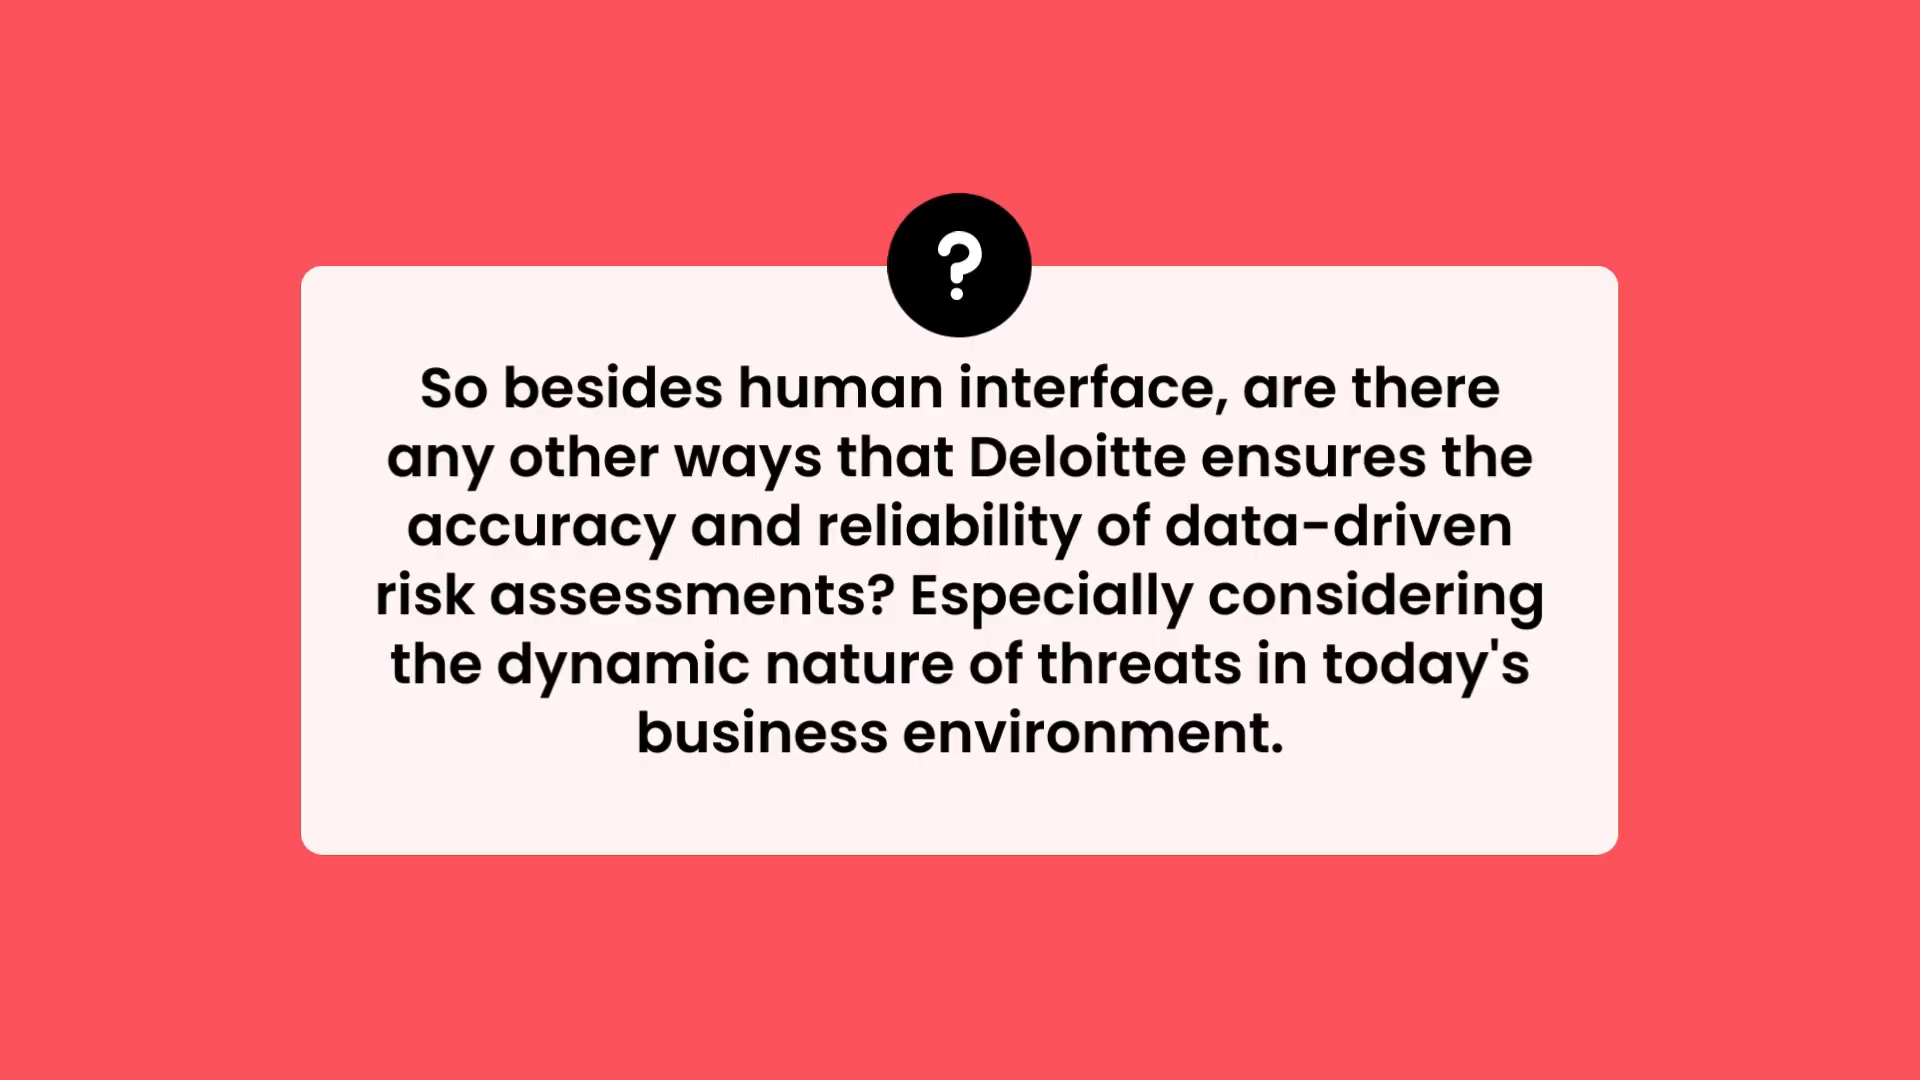 ?
So besides human interface, are there
any other ways that Deloitte ensures the
accuracy and reliability of data-driven
risk assessments? Especially considering
the dynamic nature of threats in today's
business environment.